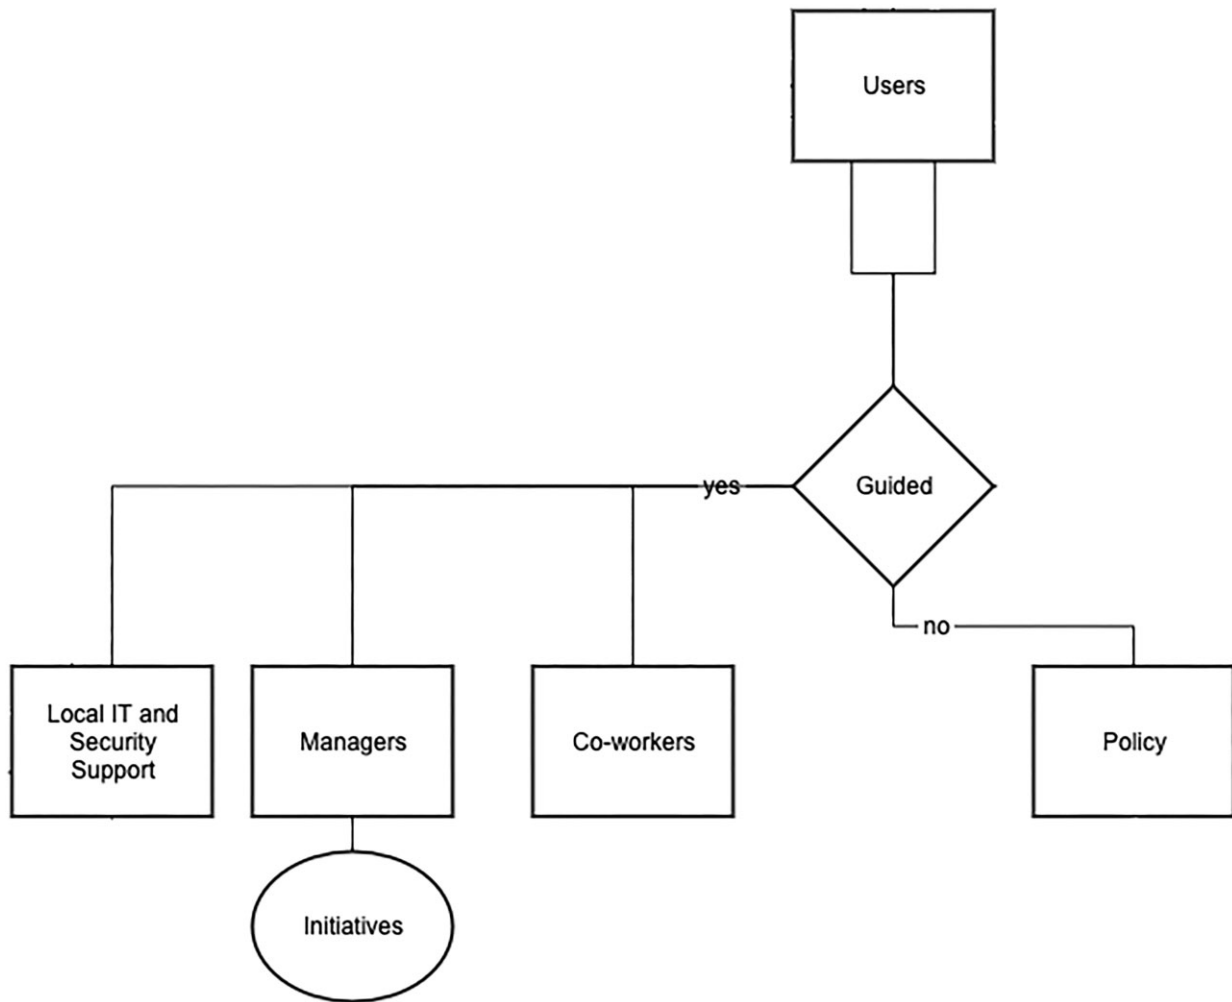 Users
yes
Guided
no
Local IT and
Security
Support
Managers
Co-workers
Policy
Initiatives